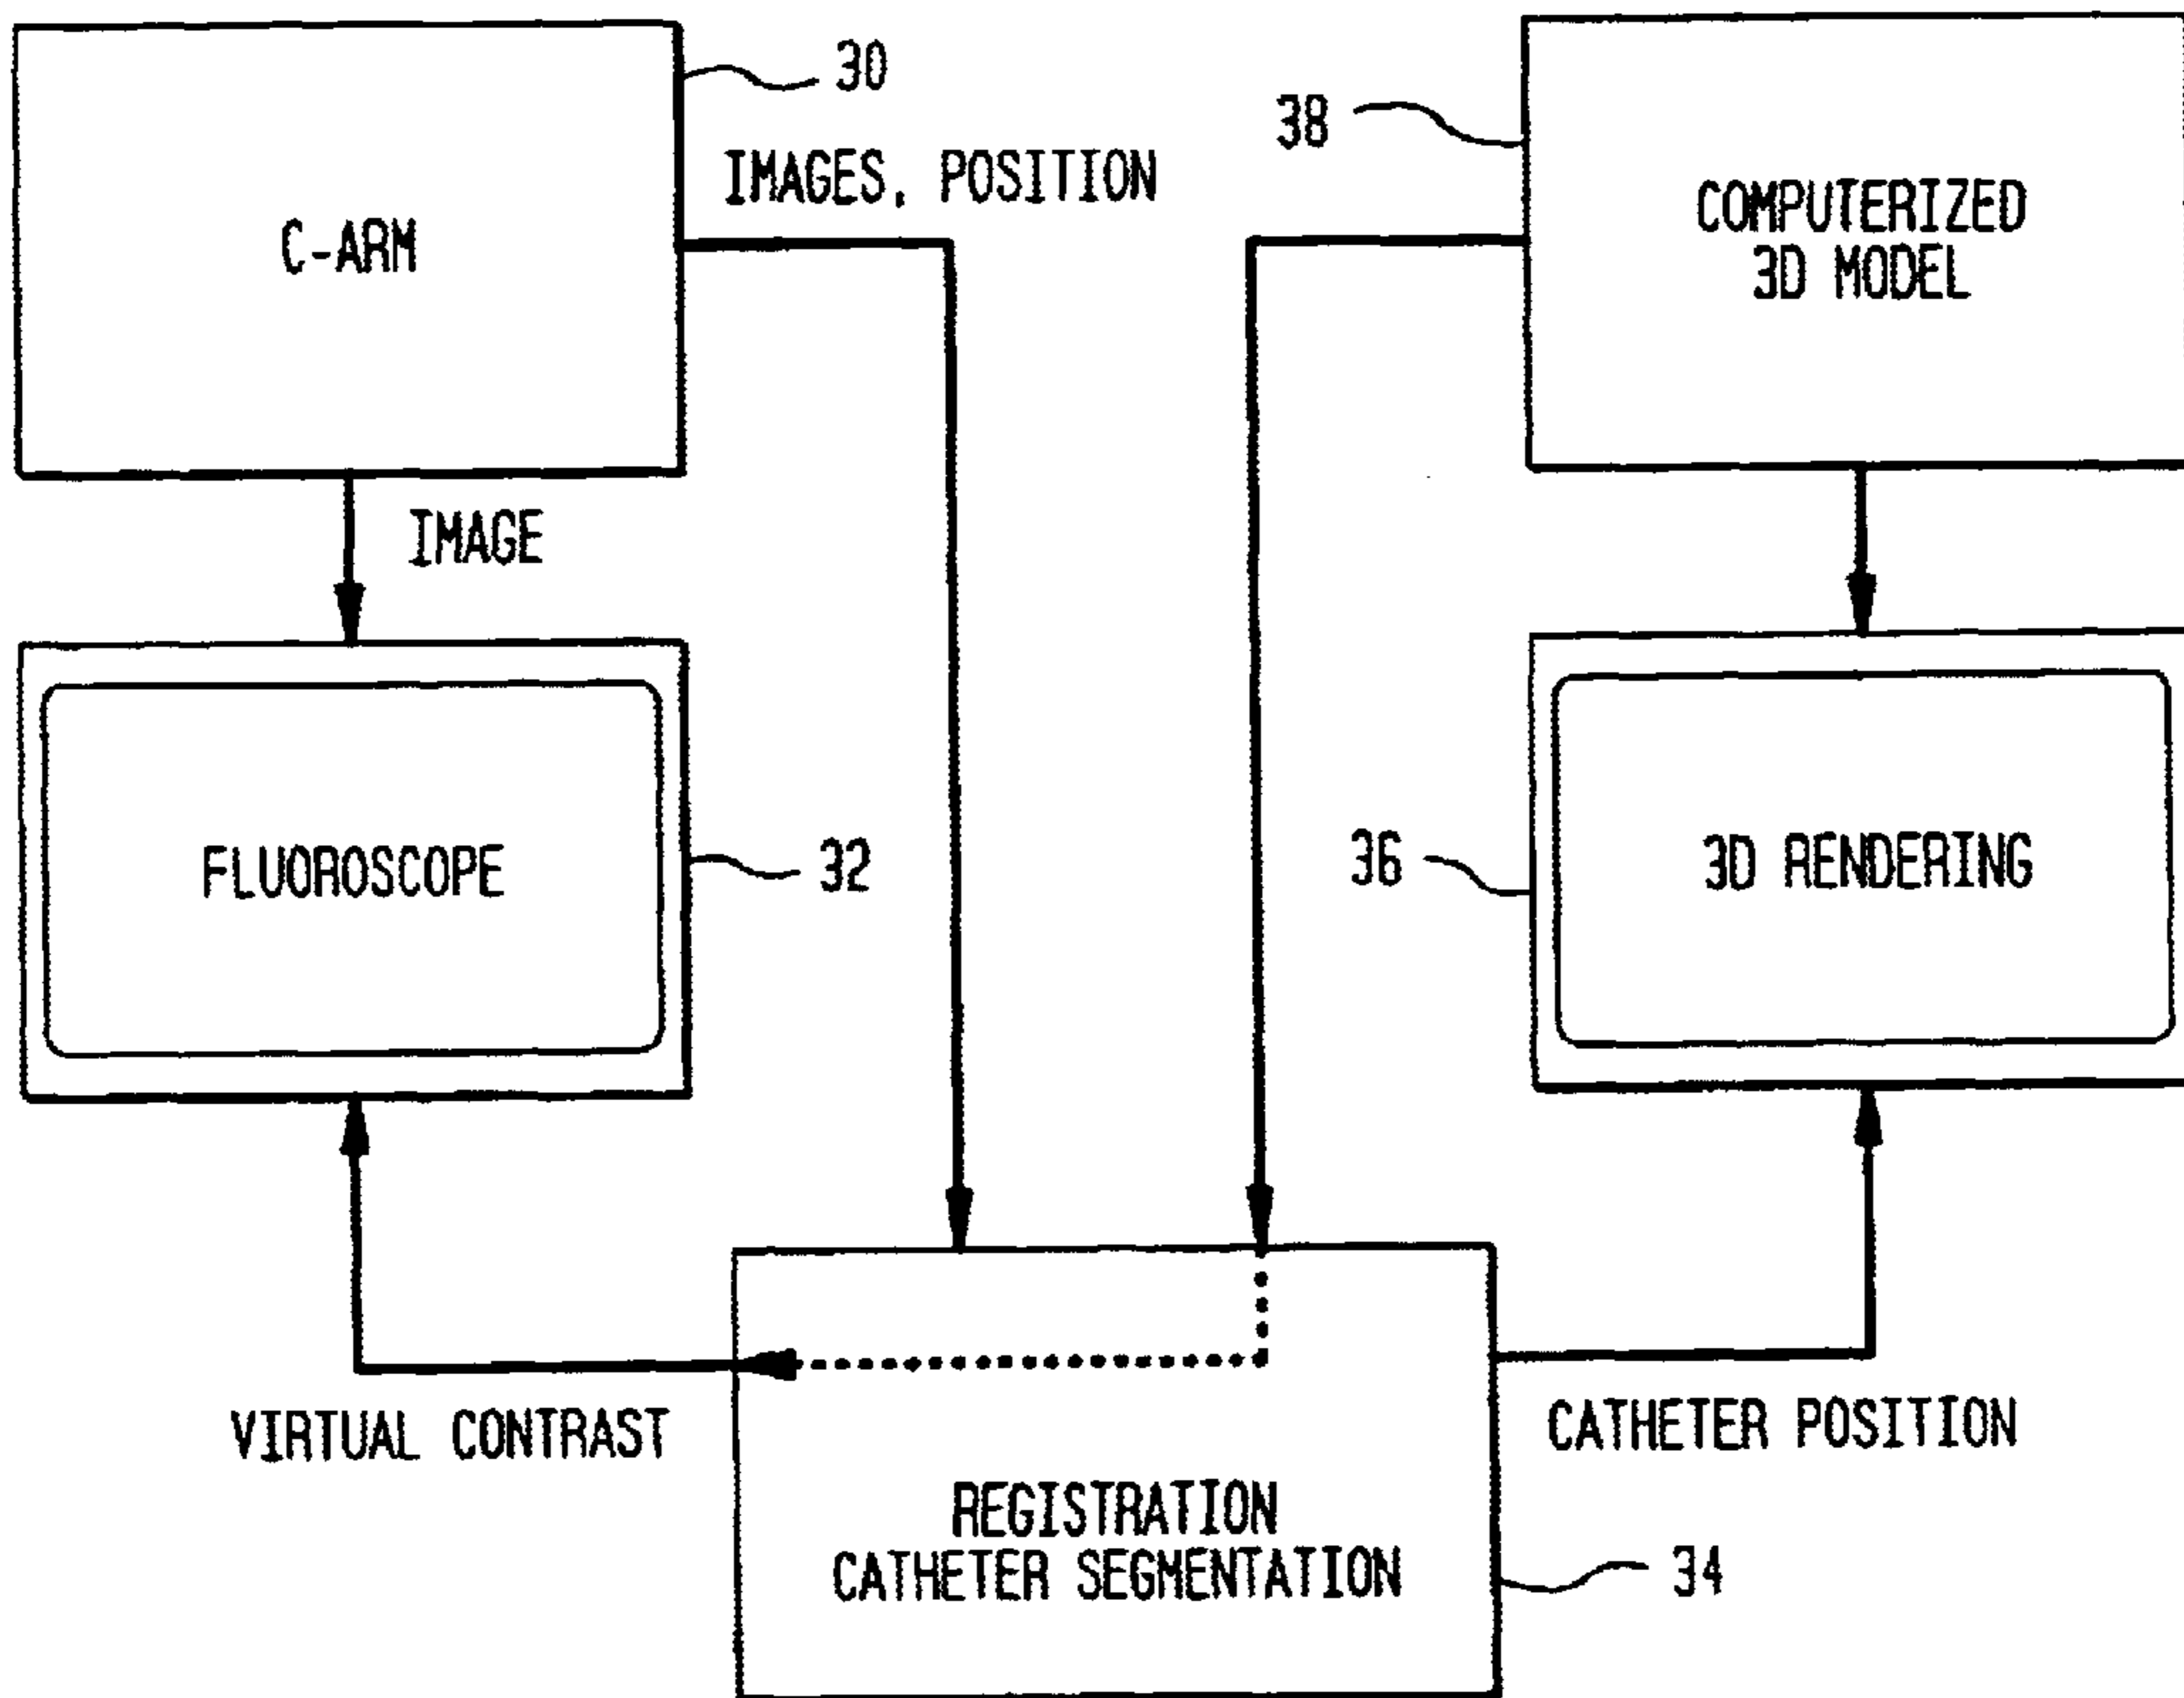 30
38
IMAGES, POSITION
C-ARM
COMPUTERIZED
3D MODEL
IMAGE
FLUOROSCOPE
32
36
3D RENDERING
VIRTUAL CONTRAST
CATHETER POSITION
REGISTRATION
CATHETER SEGMENTATION
34